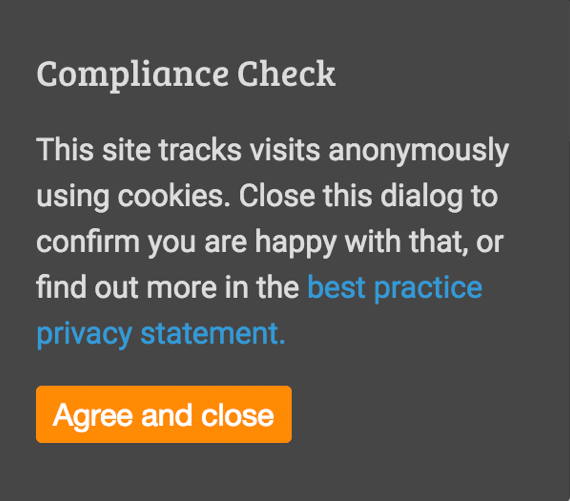 Compliance Check
This site tracks visits anonymously
using cookies. Close this dialog to
confirm you are happy with that, or
find out more in the best practice
privacy statement.
Agree and close